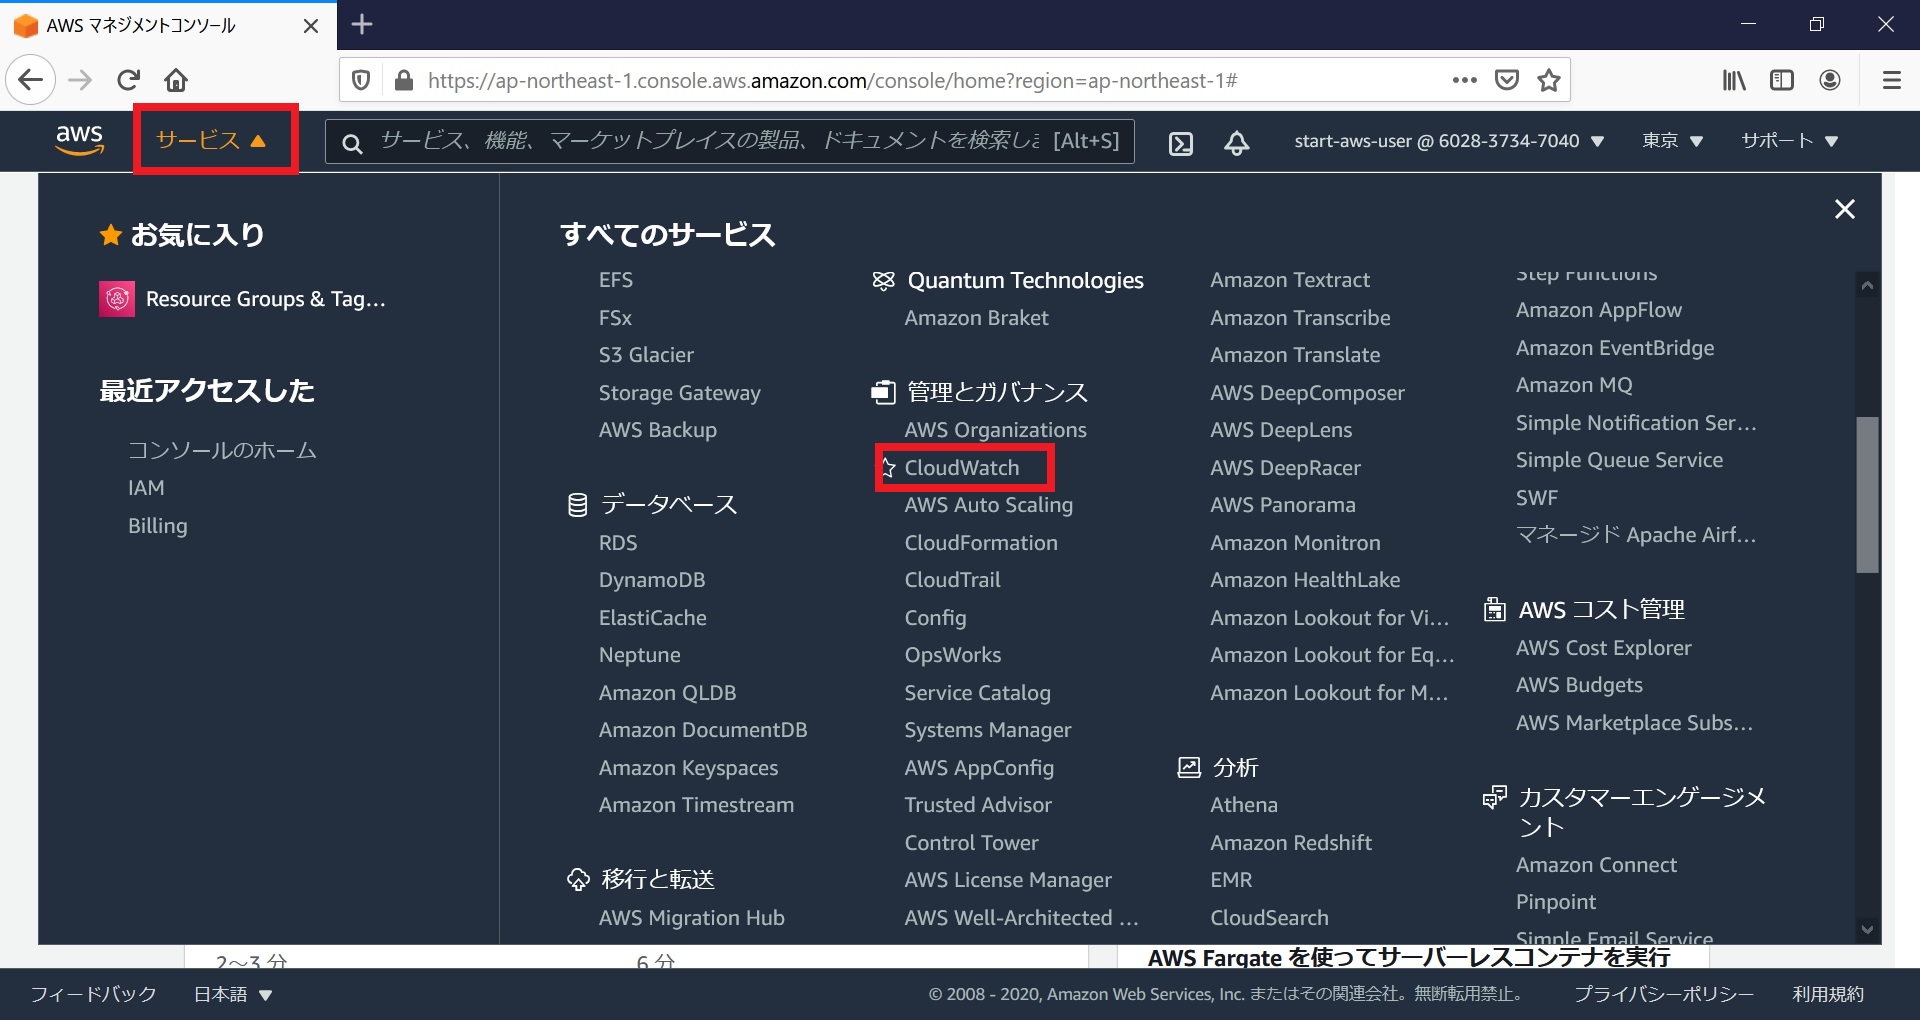 AWS マネジメントコンソール
https://ap-northeast-1.console.aws.amazon.com/console/home?region=ap-northeast-1#
aws
サービス
サービス、機能、マーケットプレイスの製品、ドキュメントを検索しま [Alt+S]
start-aws-user @ 6028-3734-7040
東京
サポート
お気に入り
Resource Groups & Tag...
最近アクセスした
コンソールのホーム
IAM
Billing
すべてのサービス
EFS
FSx
S3 Glacier
Storage Gateway
AWS Backup
データベース
RDS
DynamoDB
ElastiCache
Neptune
Amazon QLDB
Amazon DocumentDB
Amazon Keyspaces
Amazon Timestream
移行と転送
AWS Migration Hub
Quantum Technologies
Amazon Braket
管理とガバナンス
AWS Organizations
CloudWatch
AWS Auto Scaling
CloudFormation
CloudTrail
Config
OpsWorks
Service Catalog
Systems Manager
AWS AppConfig
Trusted Advisor
Control Tower
AWS License Manager
AWS Well-Architected ...
Amazon Textract
Amazon Transcribe
Amazon Translate
AWS DeepComposer
AWS DeepLens
AWS DeepRacer
AWS Panorama
Amazon Monitron
Amazon HealthLake
Amazon Lookout for Vi...
Amazon Lookout for Eq...
Amazon Lookout for M...
分析
Athena
Amazon Redshift
EMR
CloudSearch
Step Functions
Amazon AppFlow
Amazon EventBridge
Amazon MQ
Simple Notification Ser...
Simple Queue Service
SWF
マネージド Apache Airf...
AWS コスト管理
AWS Cost Explorer
AWS Budgets
AWS Marketplace Subs...
カスタマーエンゲージメ
ント
Amazon Connect
Pinpoint
Simple Email Service
2～3 分
6 分
AWS Fargate を使ってサーバーレスコンテナを実行
フィードバック
日本語
© 2008 - 2020, Amazon Web Services, Inc. またはその関連会社。無断転用禁止。
プライバシーポリシー
利用規約